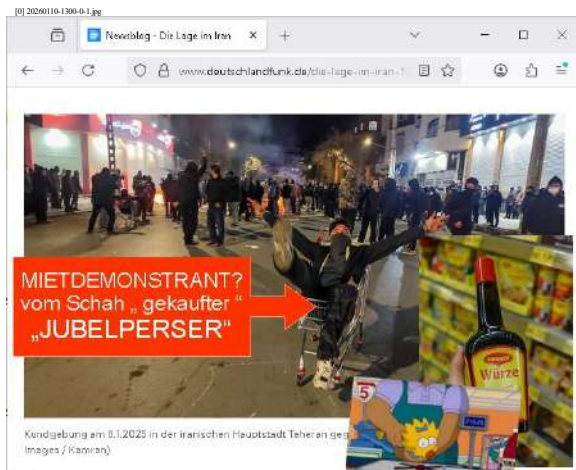 [0] 20260110-1300-0-1.jpg
Newsblog - Die Lage im Iran
www.deutschlandfunk.de/die-lage-im-iran-1
MIETDEMONSTRANT?
vom Schah „ gekaufter “
„JUBELPERSER“
MAGGI
Würze
5
Kundgebung am 8.1.2025 in der iranischen Hauptstadt Teheran geg
Images / Kamran)